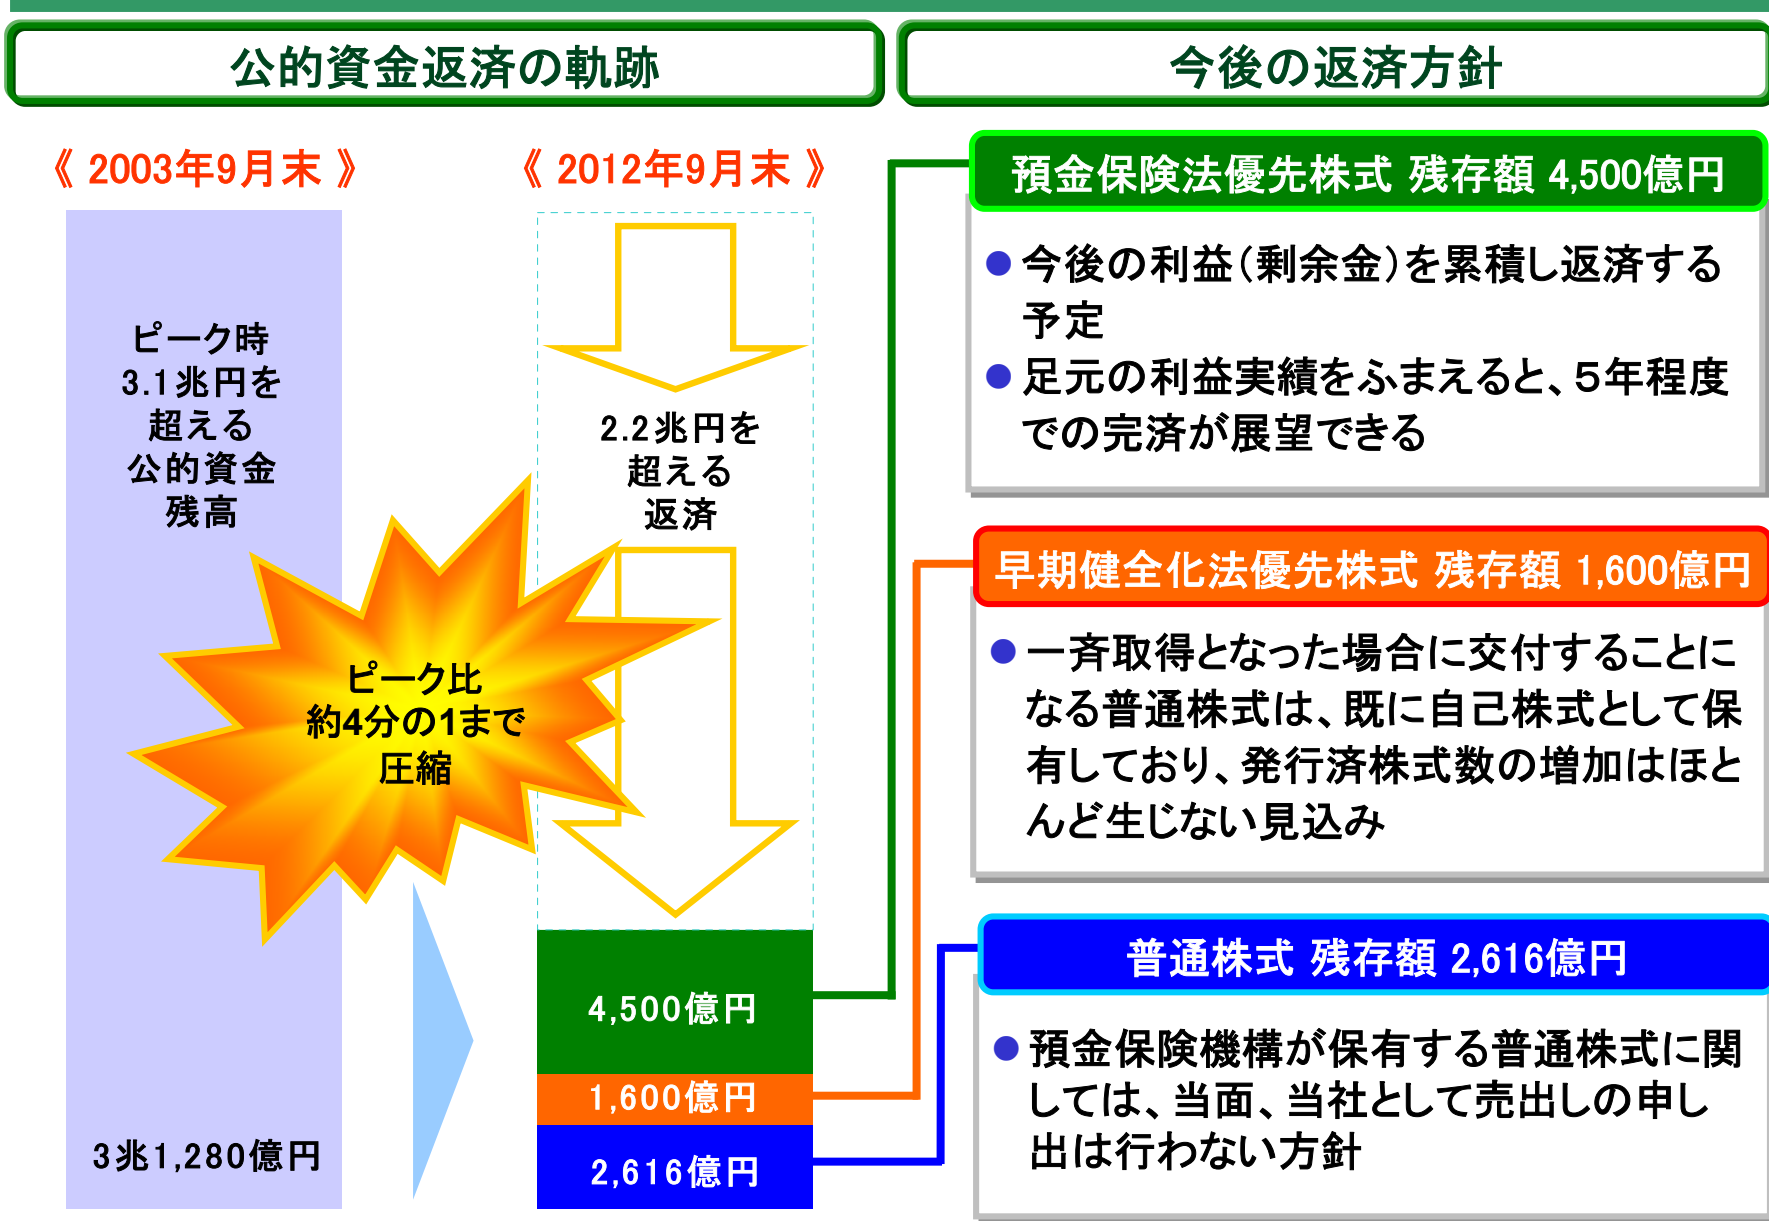 公的資金返済の軌跡
《 2003年9月末 》
《 2012年9月末 》
ピーク時
3.1兆円を
超える
公的資金
残高
2.2兆円を
超える
返済
ピーク比
約4分の1まで
圧縮
3兆1,280億円
4,500億円
1,600億円
2,616億円
今後の返済方針
預金保険法優先株式 残存額 4,500億円
● 今後の利益(剰余金)を累積し返済する
予定
● 足元の利益実績をふまえると、5年程度
での完済が展望できる
早期健全化法優先株式 残存額 1,600億円
● 一斉取得となった場合に交付することに
なる普通株式は、既に自己株式として保
有しており、発行済株式数の増加はほと
んど生じない見込み
普通株式 残存額 2,616億円
● 預金保険機構が保有する普通株式に関
しては、当面、当社として売出しの申し
出は行わない方針